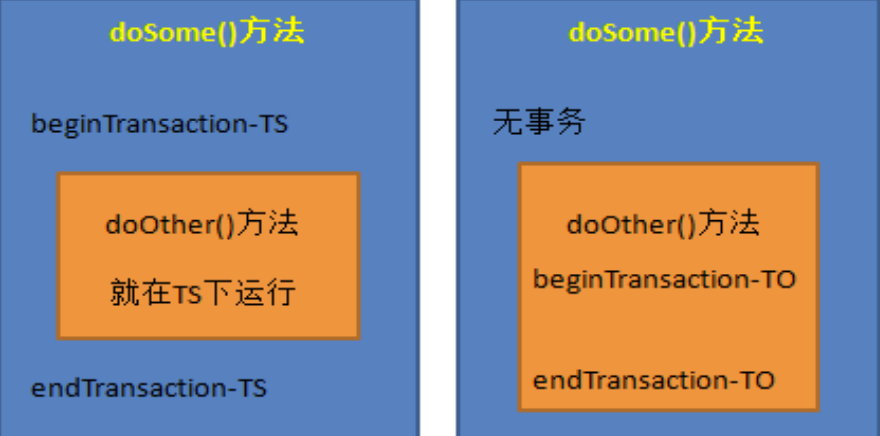 doSome()方法
beginTransaction-TS
doOther()方法
就在TS下运行
endTransaction-TS
doSome()方法
无事务
doOther()方法
beginTransaction-TO
endTransaction-TO